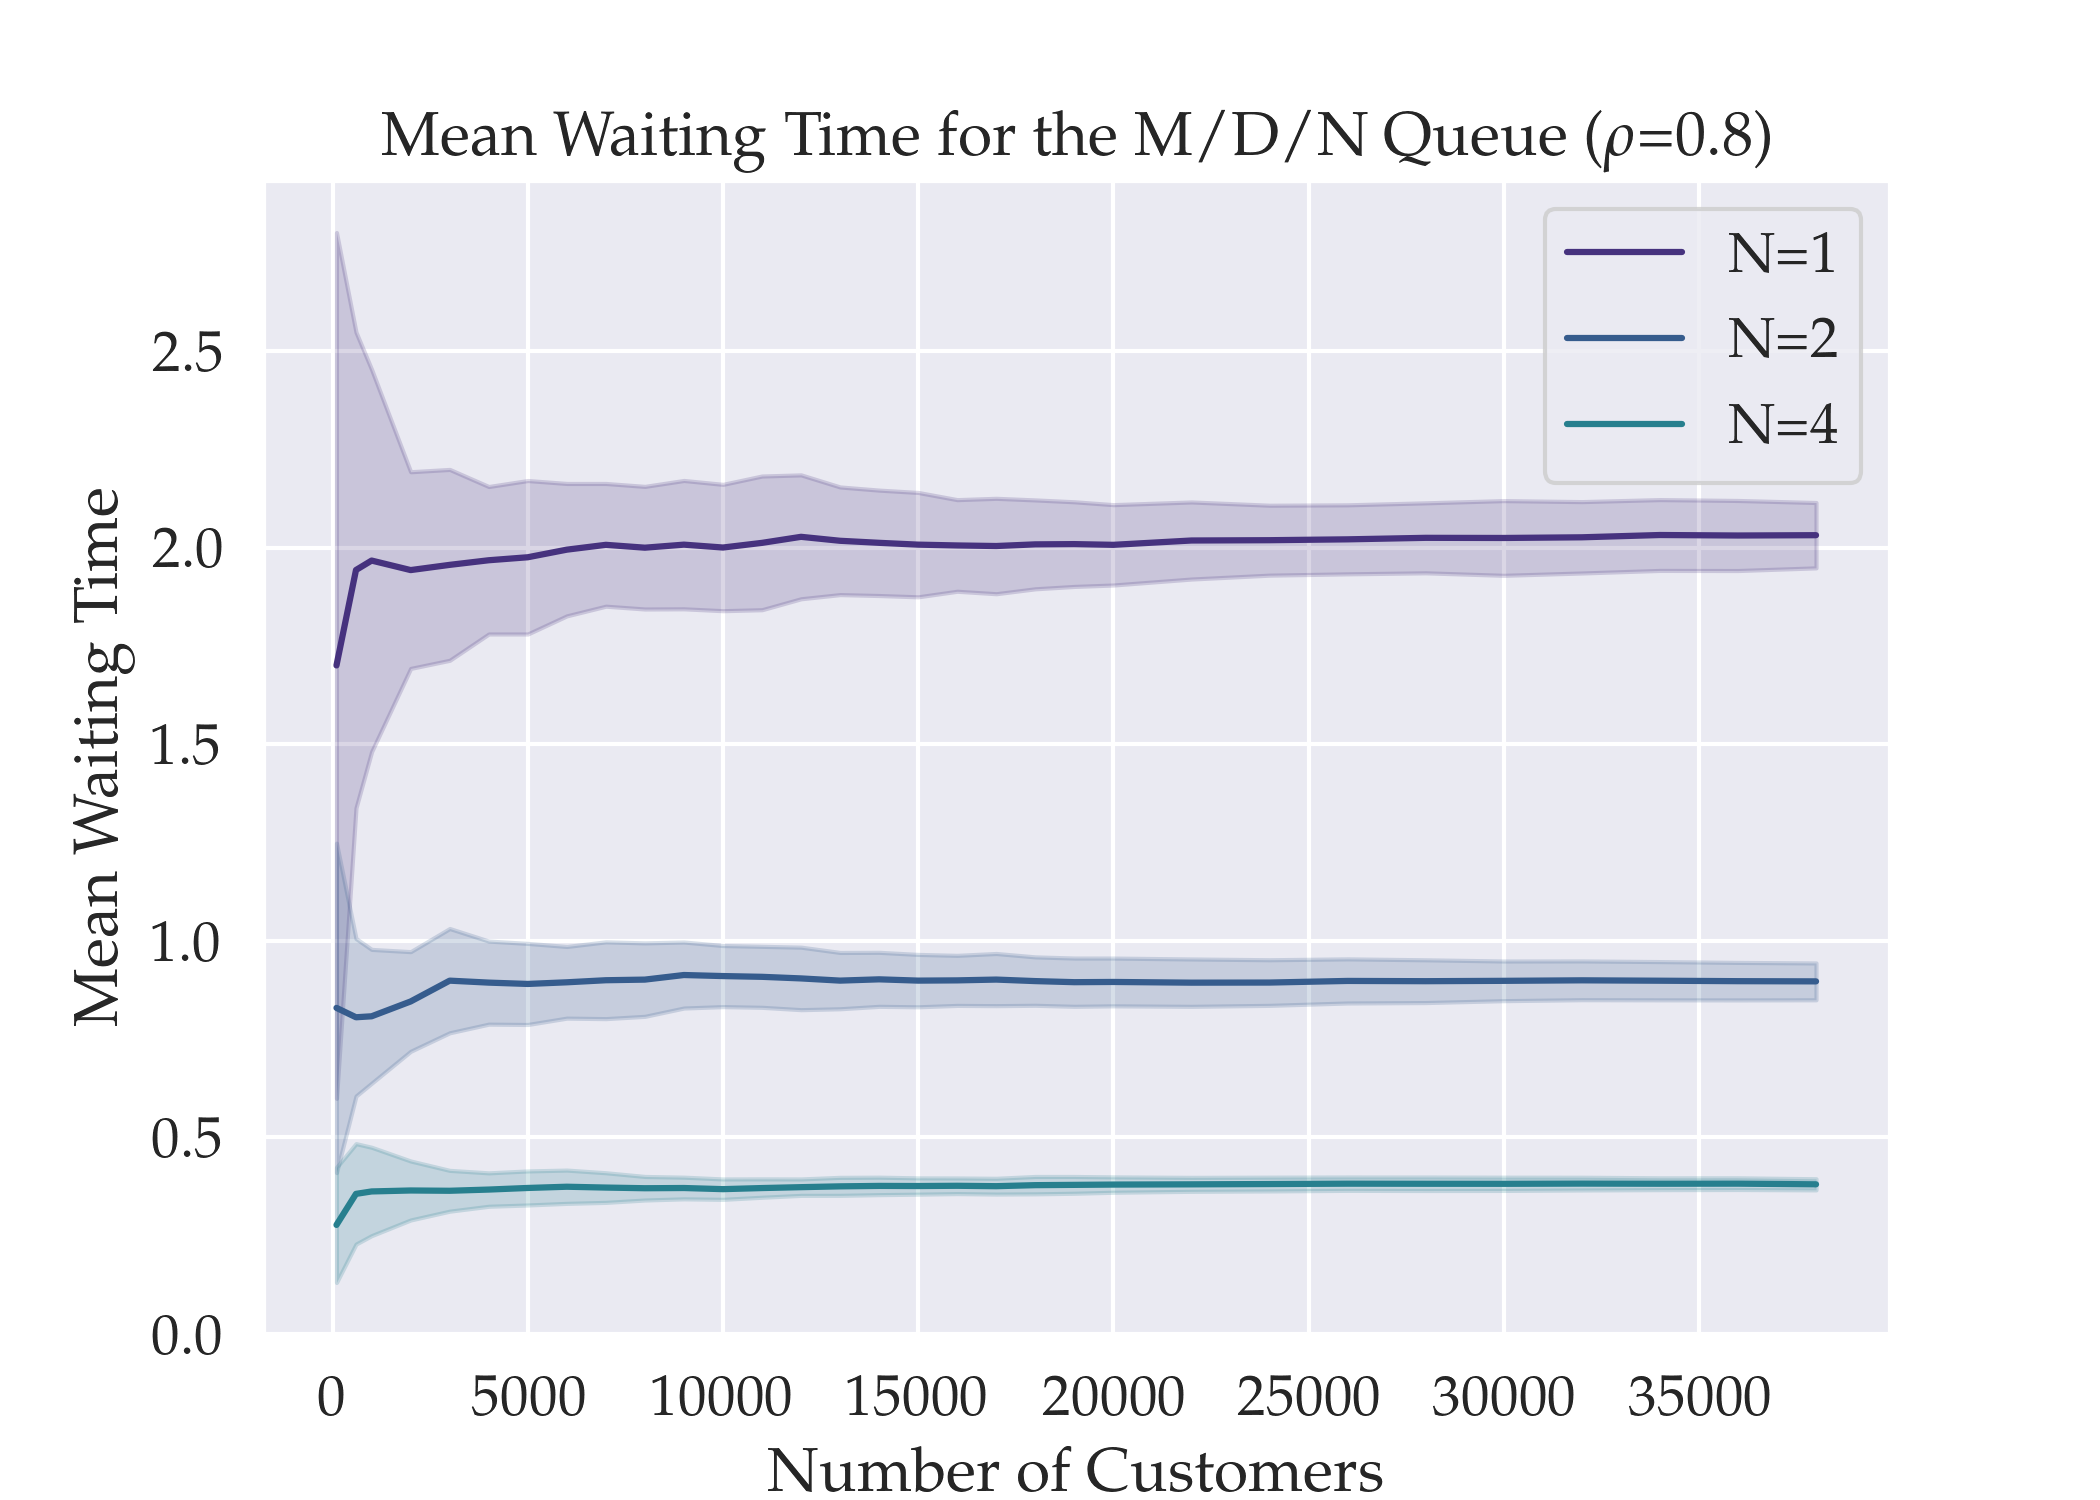 Mean Waiting Time for the M/D/N Queue (ρ=0.8)
N=1
N=2
N=4
Mean Waiting Time
2.5
2.0
1.5
1.0
0.5
0.0
0 5000 10000 15000 20000 25000 30000 35000
Number of Customers